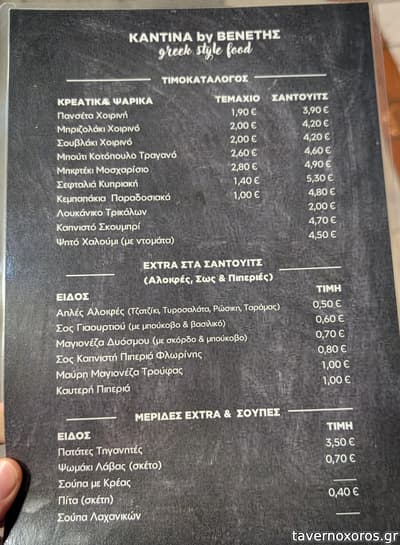 ΚΑΝΤΙΝΑ by ΒΕΝΕΤΗΣ
greek style food
ΤΙΜΟΚΑΤΑΛΟΓΟΣ
ΚΡΕΑΤΙΚΑ& ΨΑΡΙΚΑ ΤΕΜΑΧΙΟ ΣΑΝΤΟΥΙΤΣ
Πανσέτα Χοιρινή 1,90 € 3,90 €
Μπριζολάκι Χοιρινό 2,00 € 4,20 €
Σουβλάκι Χοιρινό 2,00 € 4,20 €
Μπούτι Κοτόπουλο Τραγανό 2,60 € 4,60 €
Μπιφτέκι Μοσχαρίσιο 2,80 € 4,90 €
Σεφταλιά Κυπριακή 1,40 € 5,30 €
Κεμπαπάκια Παραδοσιακά 1,00 € 4,80 €
Λουκάνικο Τρικάλων 2,00 €
Καπνιστό Σκουμπρί 4,70 €
Ψητό Χαλούμι (με ντομάτα) 4,50 €
EXTRA ΣΤΑ ΣΑΝΤΟΥΙΤΣ
(Αλοιφές, Σως & Πιπεριές)
ΕΙΔΟΣ ΤΙΜΗ
Απλές Αλοιφές (Τζατζίκι, Τυροσαλάτα, Ρώσικη, Ταραμάς) 0,50 €
Σος Γιαουρτιού (με μπούκοβο & βασιλικό) 0,60 €
Μαγιονέζα Δυόσμου (με σκόρδο & μπούκοβο) 0,70 €
Σος Καπνιστή Πιπεριά Φλωρίνης 0,80 €
Μαύρη Μαγιονέζα Τρούφας 1,00 €
Καυτερή Πιπεριά 1,00 €
ΜΕΡΙΔΕΣ EXTRA & ΣΟΥΠΕΣ
ΕΙΔΟΣ ΤΙΜΗ
Πατάτες Τηγανητές 3,50 €
Ψωμάκι Λάβας (σκέτο) 0,70 €
Σούπα με Κρέας
Πίτα (σκέτη) 0,40 €
Σούπα Λαχανικών
tavernoxoros.gr